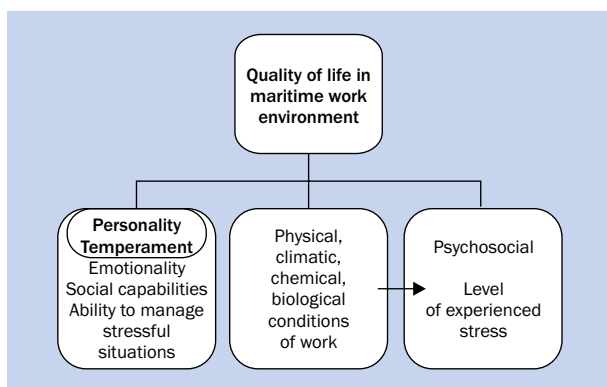 Quality of life in
maritime work
environment
Personality
Temperament
Emotionality
Social capabilities
Ability to manage
stressful
situations
Physical,
climatic,
chemical,
biological
conditions
of work
Psychosocial
Level
of experienced
stress